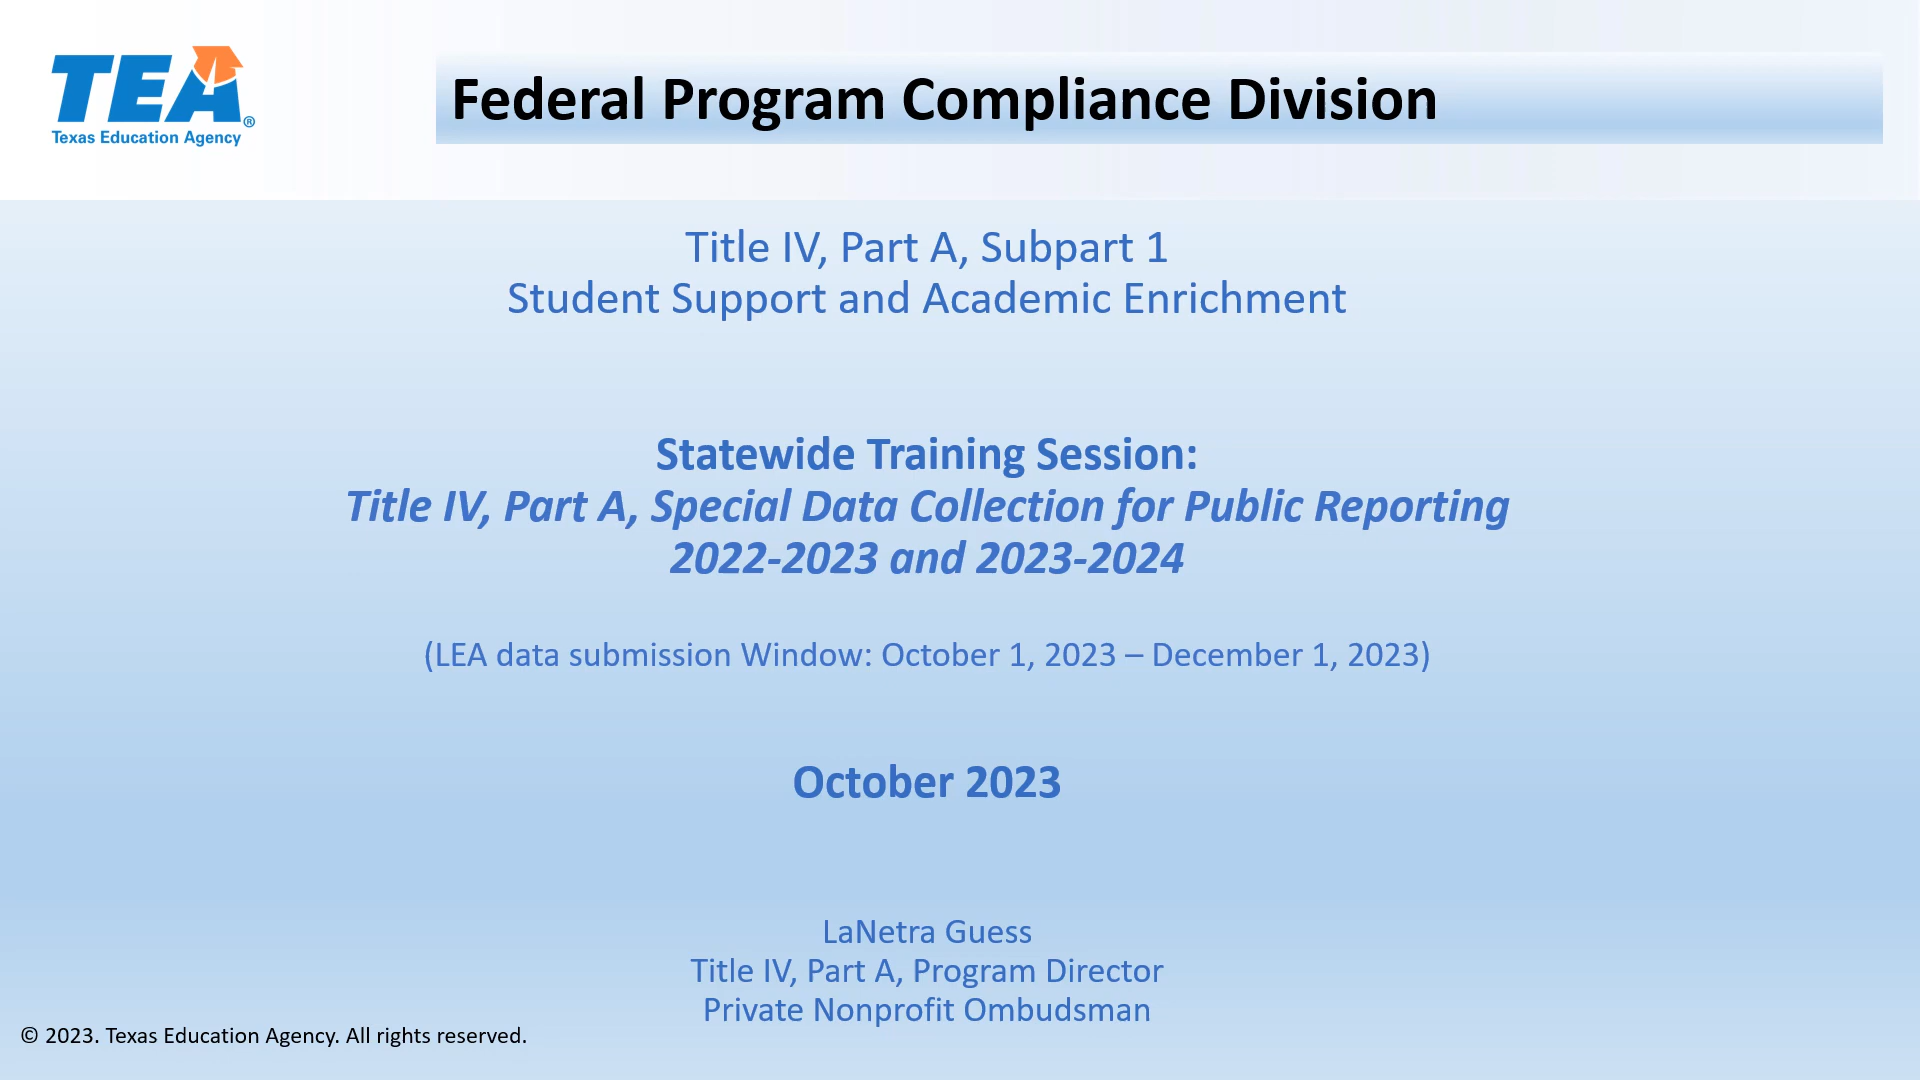 TEA®
Texas Education Agency
Federal Program Compliance Division
Title IV, Part A, Subpart 1
Student Support and Academic Enrichment
Statewide Training Session:
Title IV, Part A, Special Data Collection for Public Reporting
2022-2023 and 2023-2024
(LEA data submission Window: October 1, 2023 – December 1, 2023)
October 2023
LaNetra Guess
Title IV, Part A, Program Director
Private Nonprofit Ombudsman
© 2023. Texas Education Agency. All rights reserved.